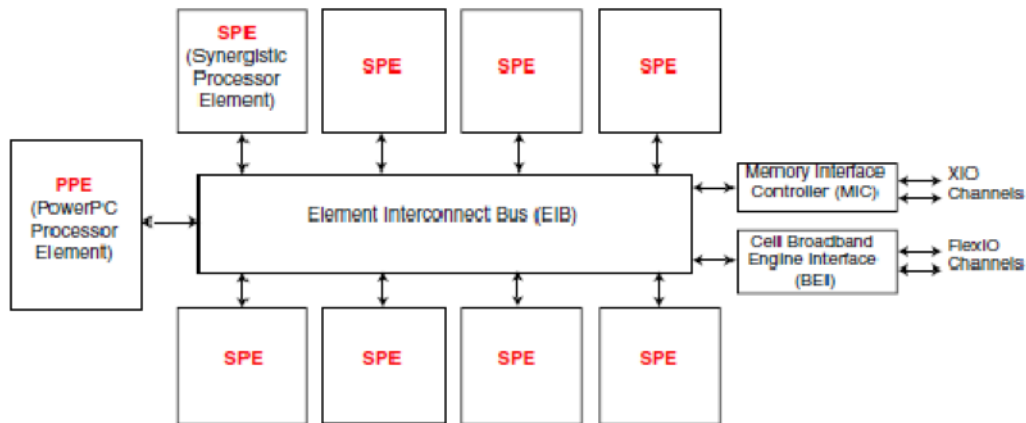 SPE
(Synergistic
Processor
Element)
SPE
SPE
SPE
PPE
(PowerPC
Processor
Element)
Element Interconnect Bus (EIB)
Memory Interface
Controller (MIC)
XIO
Channels
Cell Broadband
Engine Interface
(BEI)
FlexIO
Channels
SPE
SPE
SPE
SPE